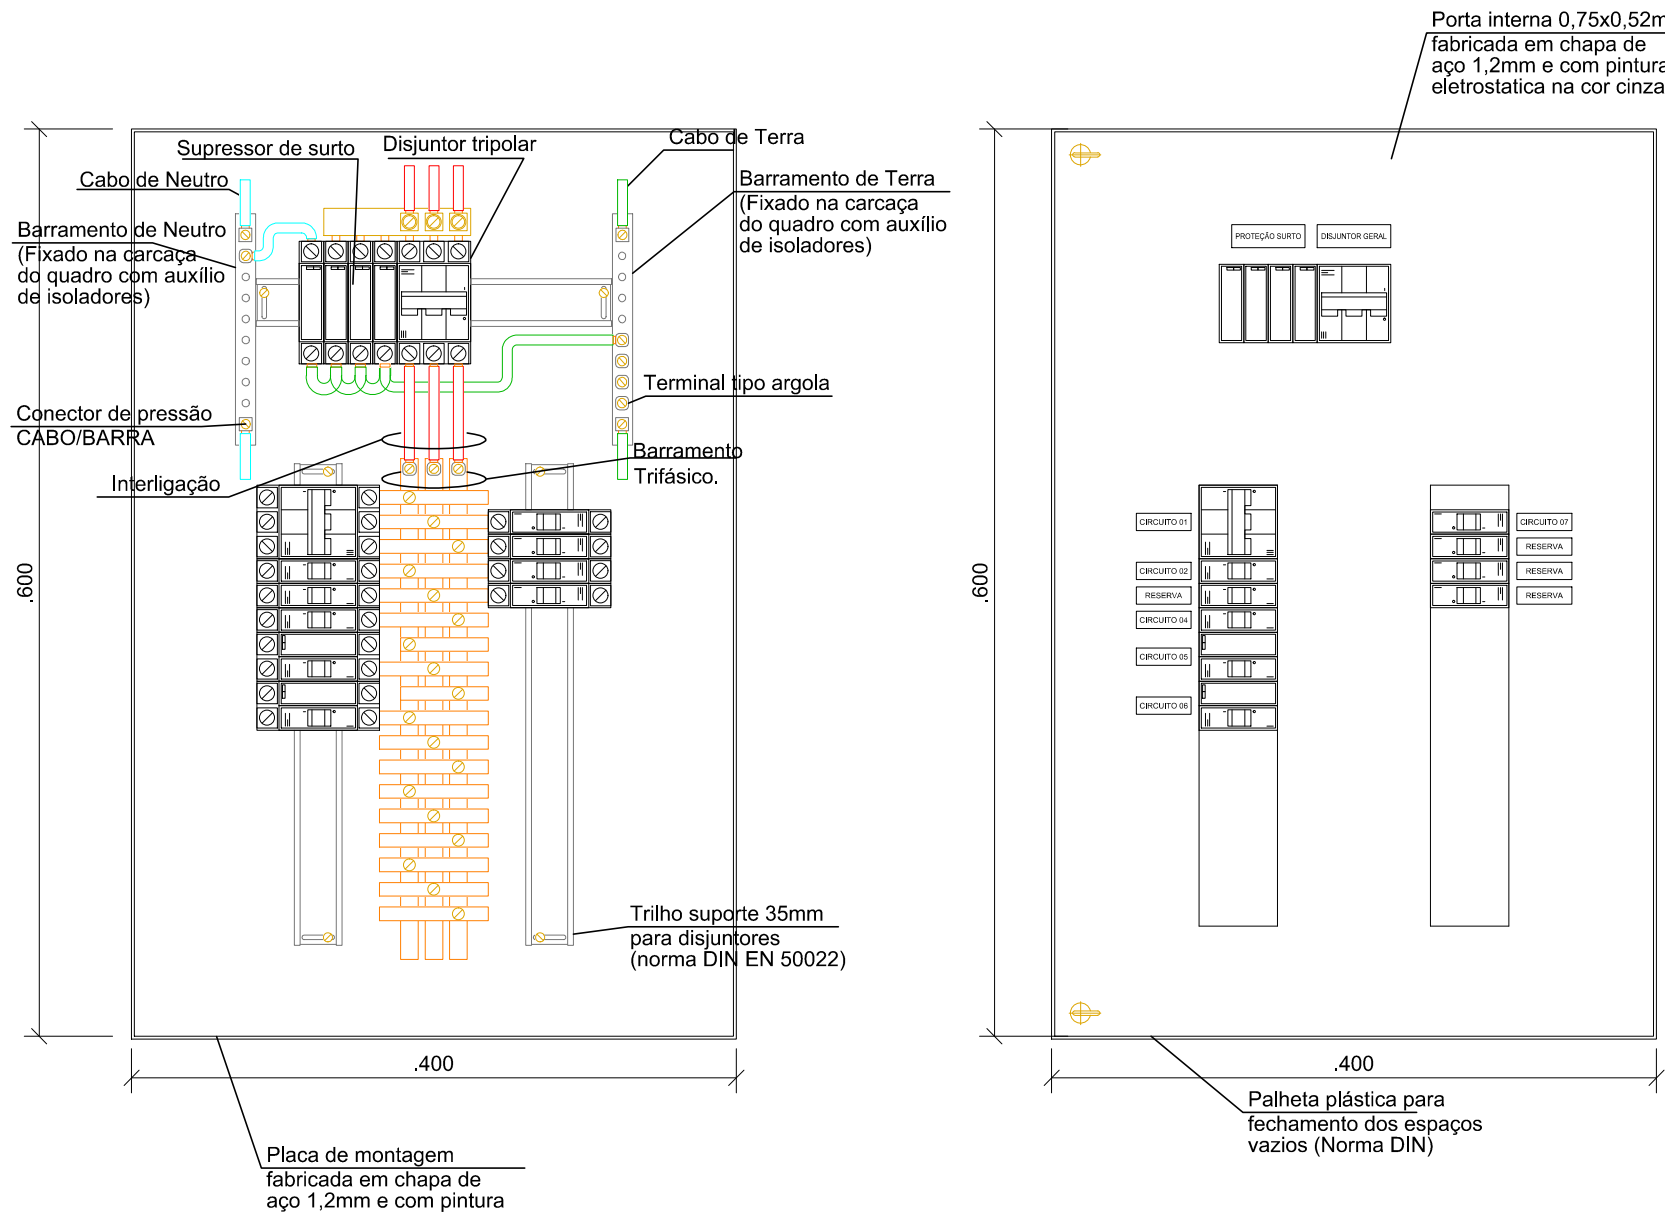 Porta interna 0,75x0,52m
fabricada em chapa de
aço 1,2mm e com pintura
eletrostatica na cor cinza
Supressor de surto
Disjuntor tripolar
Cabo de Terra
Cabo de Neutro
Barramento de Terra
(Fixado na carcaça
do quadro com auxílio
de isoladores)
Barramento de Neutro
(Fixado na carcaça
do quadro com auxílio
de isoladores)
PROTEÇÃO SURTO
DISJUNTOR GERAL
Terminal tipo argola
Conector de pressão
CABO/BARRA
Barramento
Trifásico.
Interligação
.600
.600
CIRCUITO 01
CIRCUITO 02
RESERVA
CIRCUITO 04
CIRCUITO 05
CIRCUITO 06
CIRCUITO 07
RESERVA
RESERVA
RESERVA
Trilho suporte 35mm
para disjuntores
(norma DIN EN 50022)
.400
.400
Palheta plástica para
fechamento dos espaços
vazios (Norma DIN)
Placa de montagem
fabricada em chapa de
aço 1,2mm e com pintura